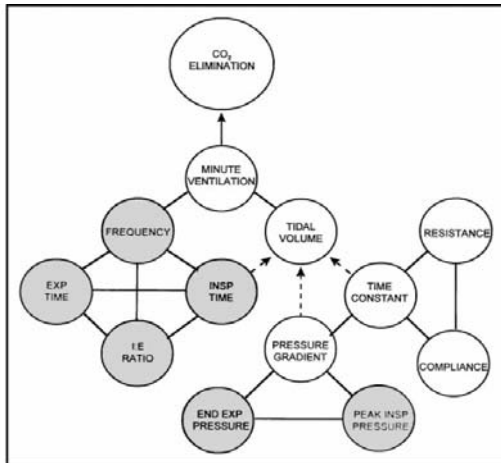 CO₂
ELIMINATION
MINUTE
VENTILATION
FREQUENCY
TIDAL
VOLUME
RESISTANCE
EXP
TIME
INSP
TIME
TIME
CONSTANT
I:E
RATIO
PRESSURE
GRADIENT
COMPLIANCE
END EXP
PRESSURE
PEAK INSP
PRESSURE